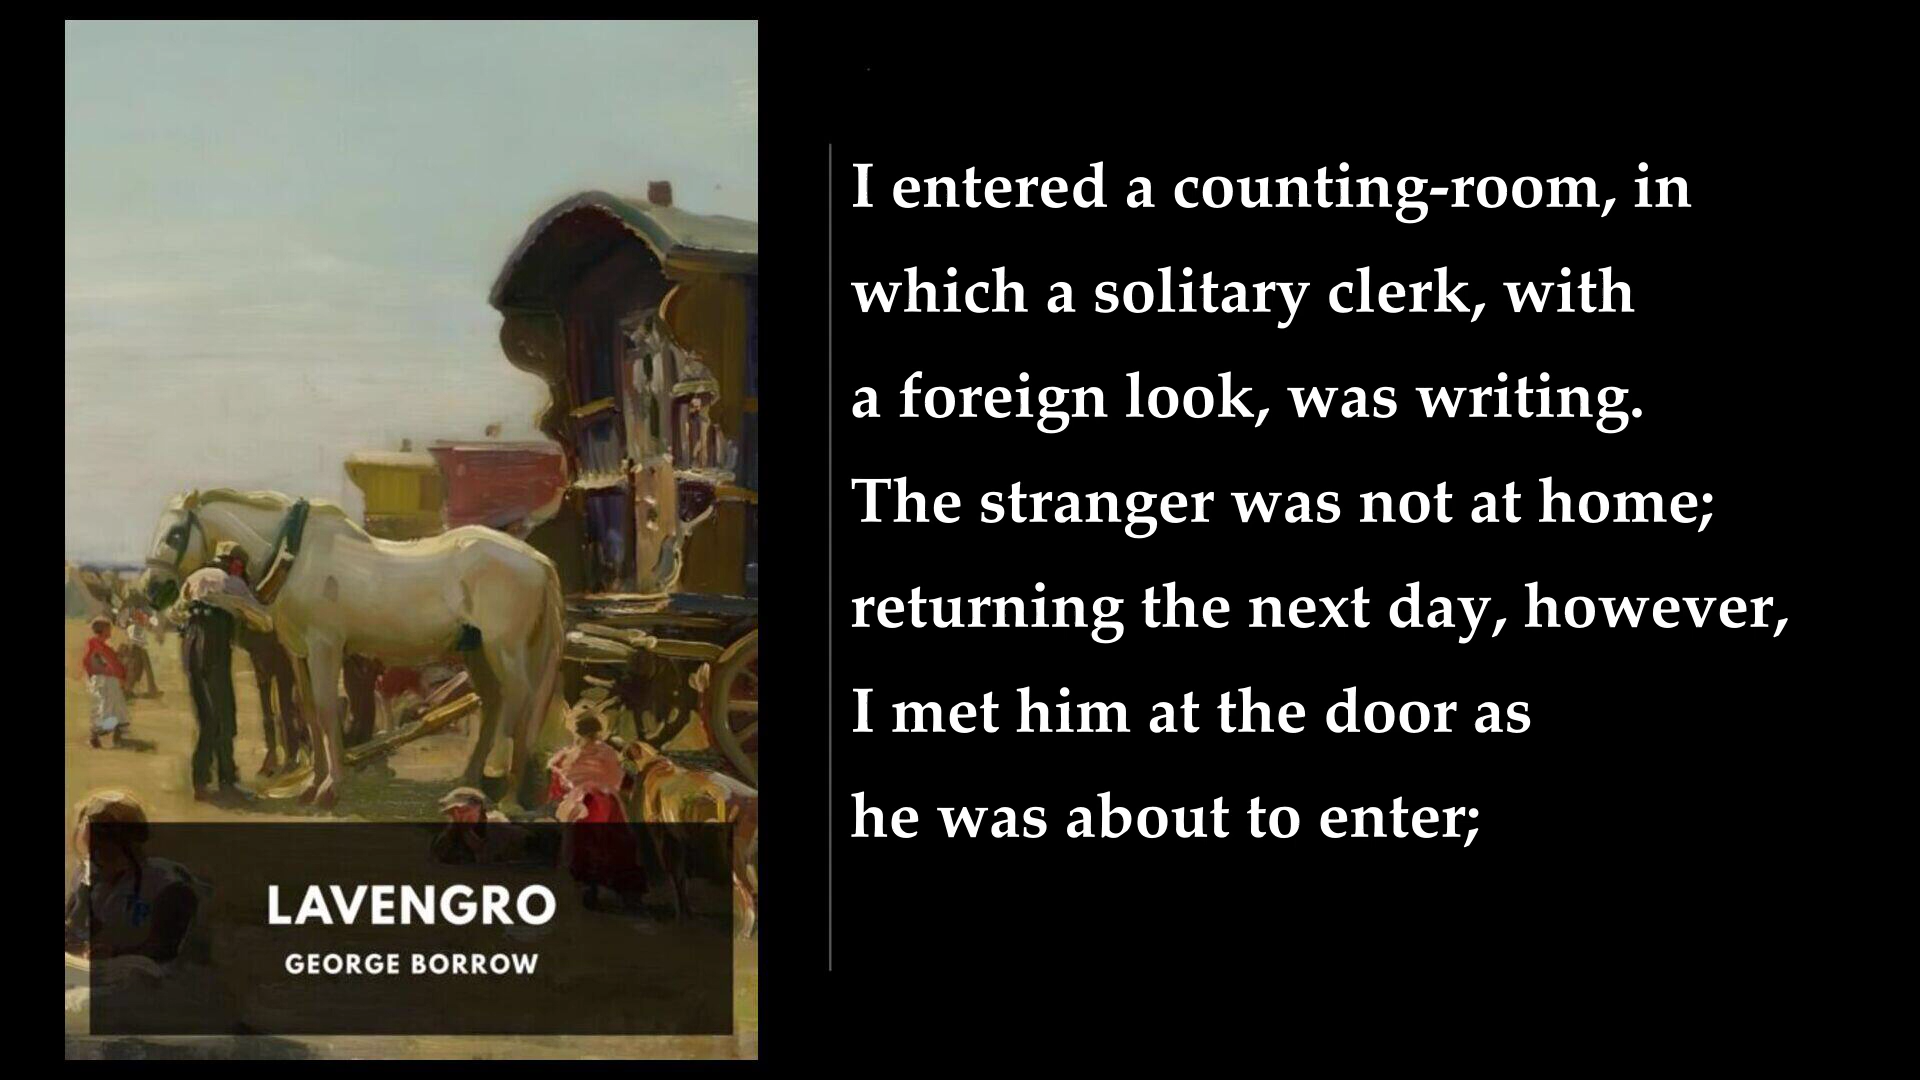 LAVENGRO
GEORGE BORROW
I entered a counting-room, in
which a solitary clerk, with
a foreign look, was writing.
The stranger was not at home;
returning the next day, however,
I met him at the door as
he was about to enter;